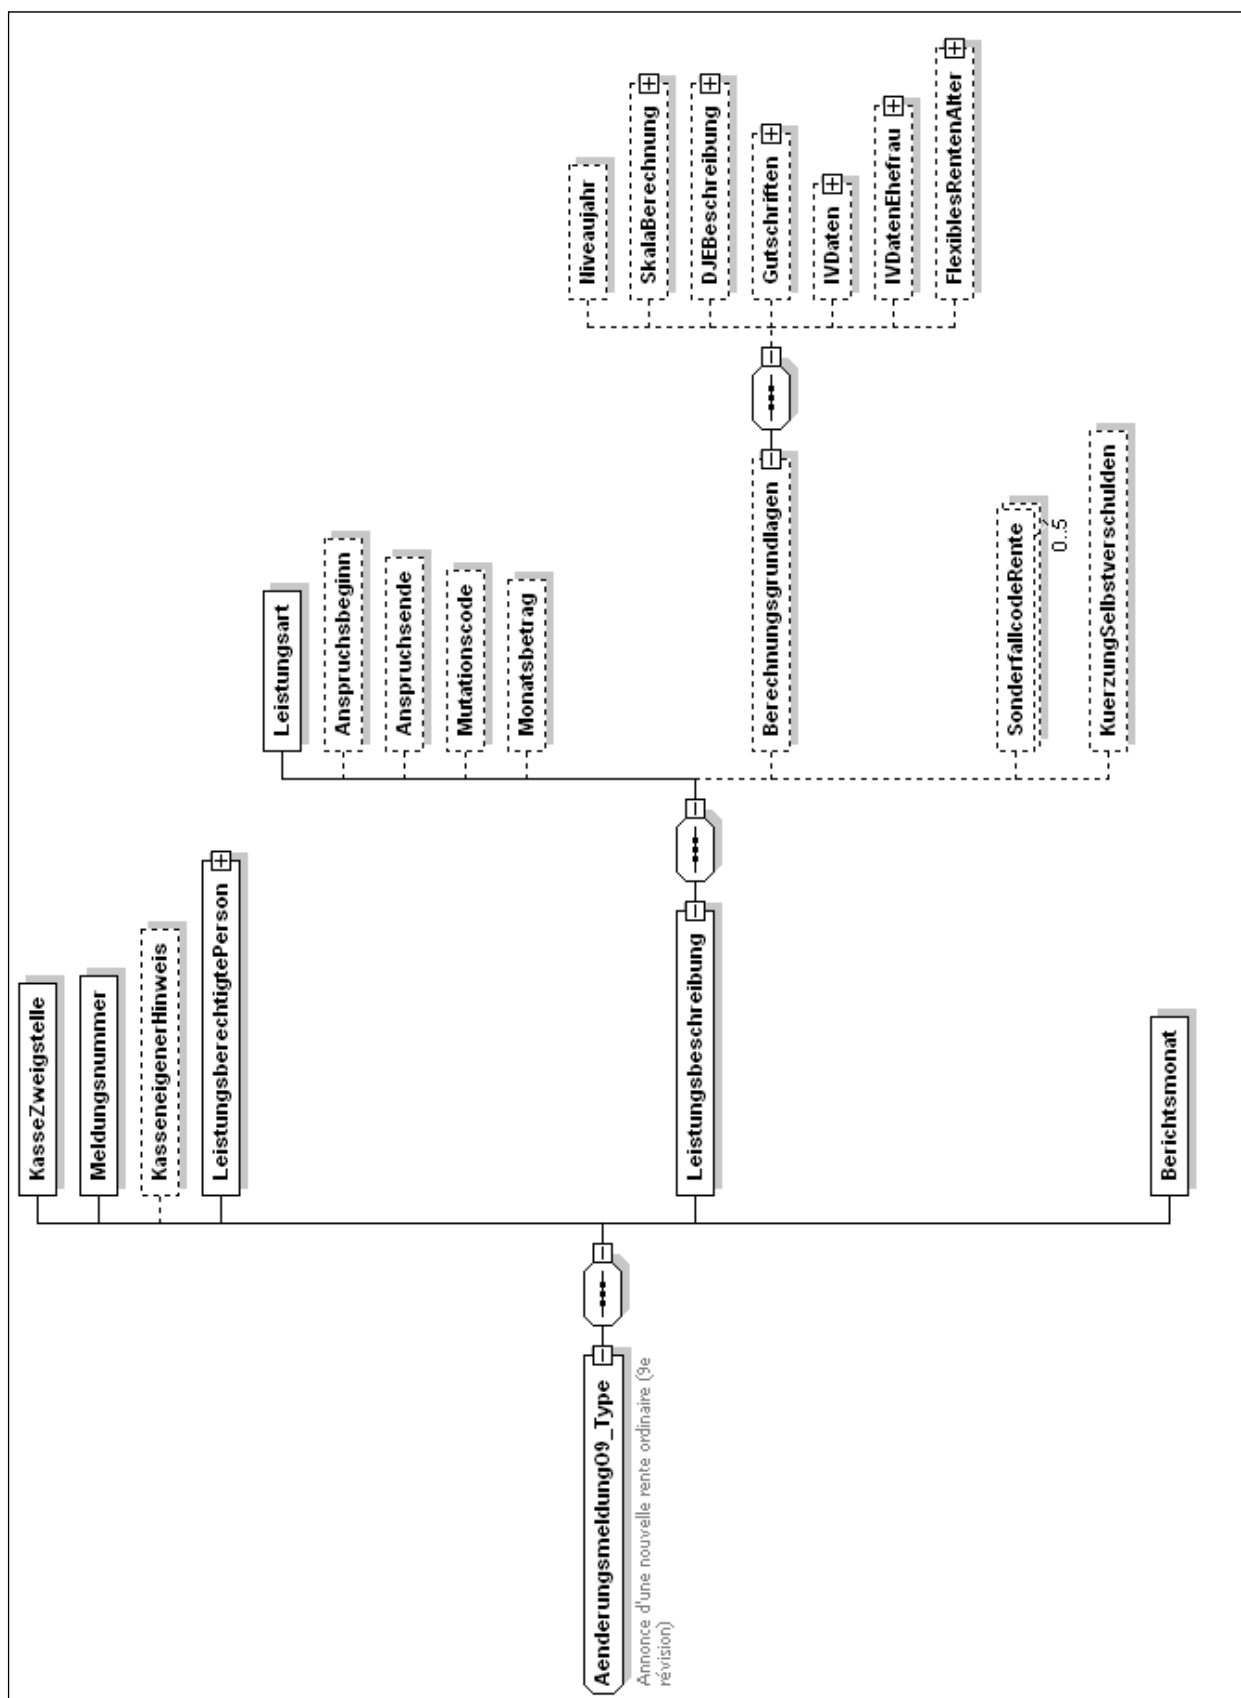 KasseZweigstelle
Meldungsnummer
KasseneigenerHinweis
LeistungsberechtigtePerson
Aenderungsmeldung09_Type
Annonce d'une nouvelle rente ordinaire (9e
révision)
Leistungsbeschreibung
Leistungsart
Anspruchsbeginn
Anspruchsende
Mutationscode
Monatsbetrag
Berechnungsgrundlagen
Niveaujahr
SkalaBerechnung
DJEBeschreibung
Gutschriften
IVDaten
IVDatenEhefrau
FlexiblesRentenAlter
SonderfallcodeRente
0..5
KuerzungSelbstverschulden
Berichtsmonat